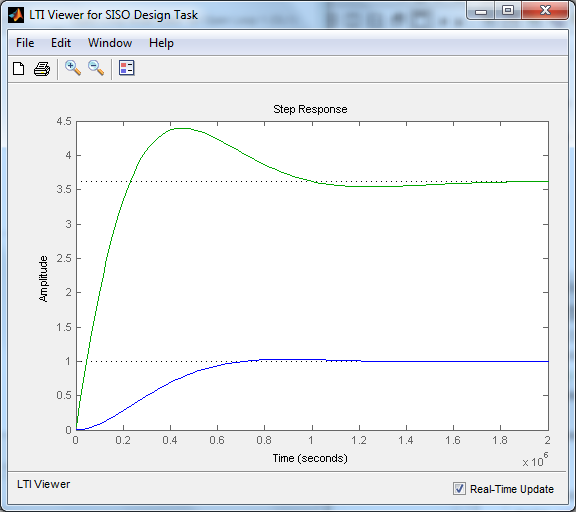 LTI Viewer for SISO Design Task
File Edit Window Help
Step Response
4.5
4
3.5
3
2.5
2
1.5
1
0.5
0
Amplitude
0 0.2 0.4 0.6 0.8 1 1.2 1.4 1.6 1.8 2
x 10^6
Time (seconds)
LTI Viewer
Real-Time Update